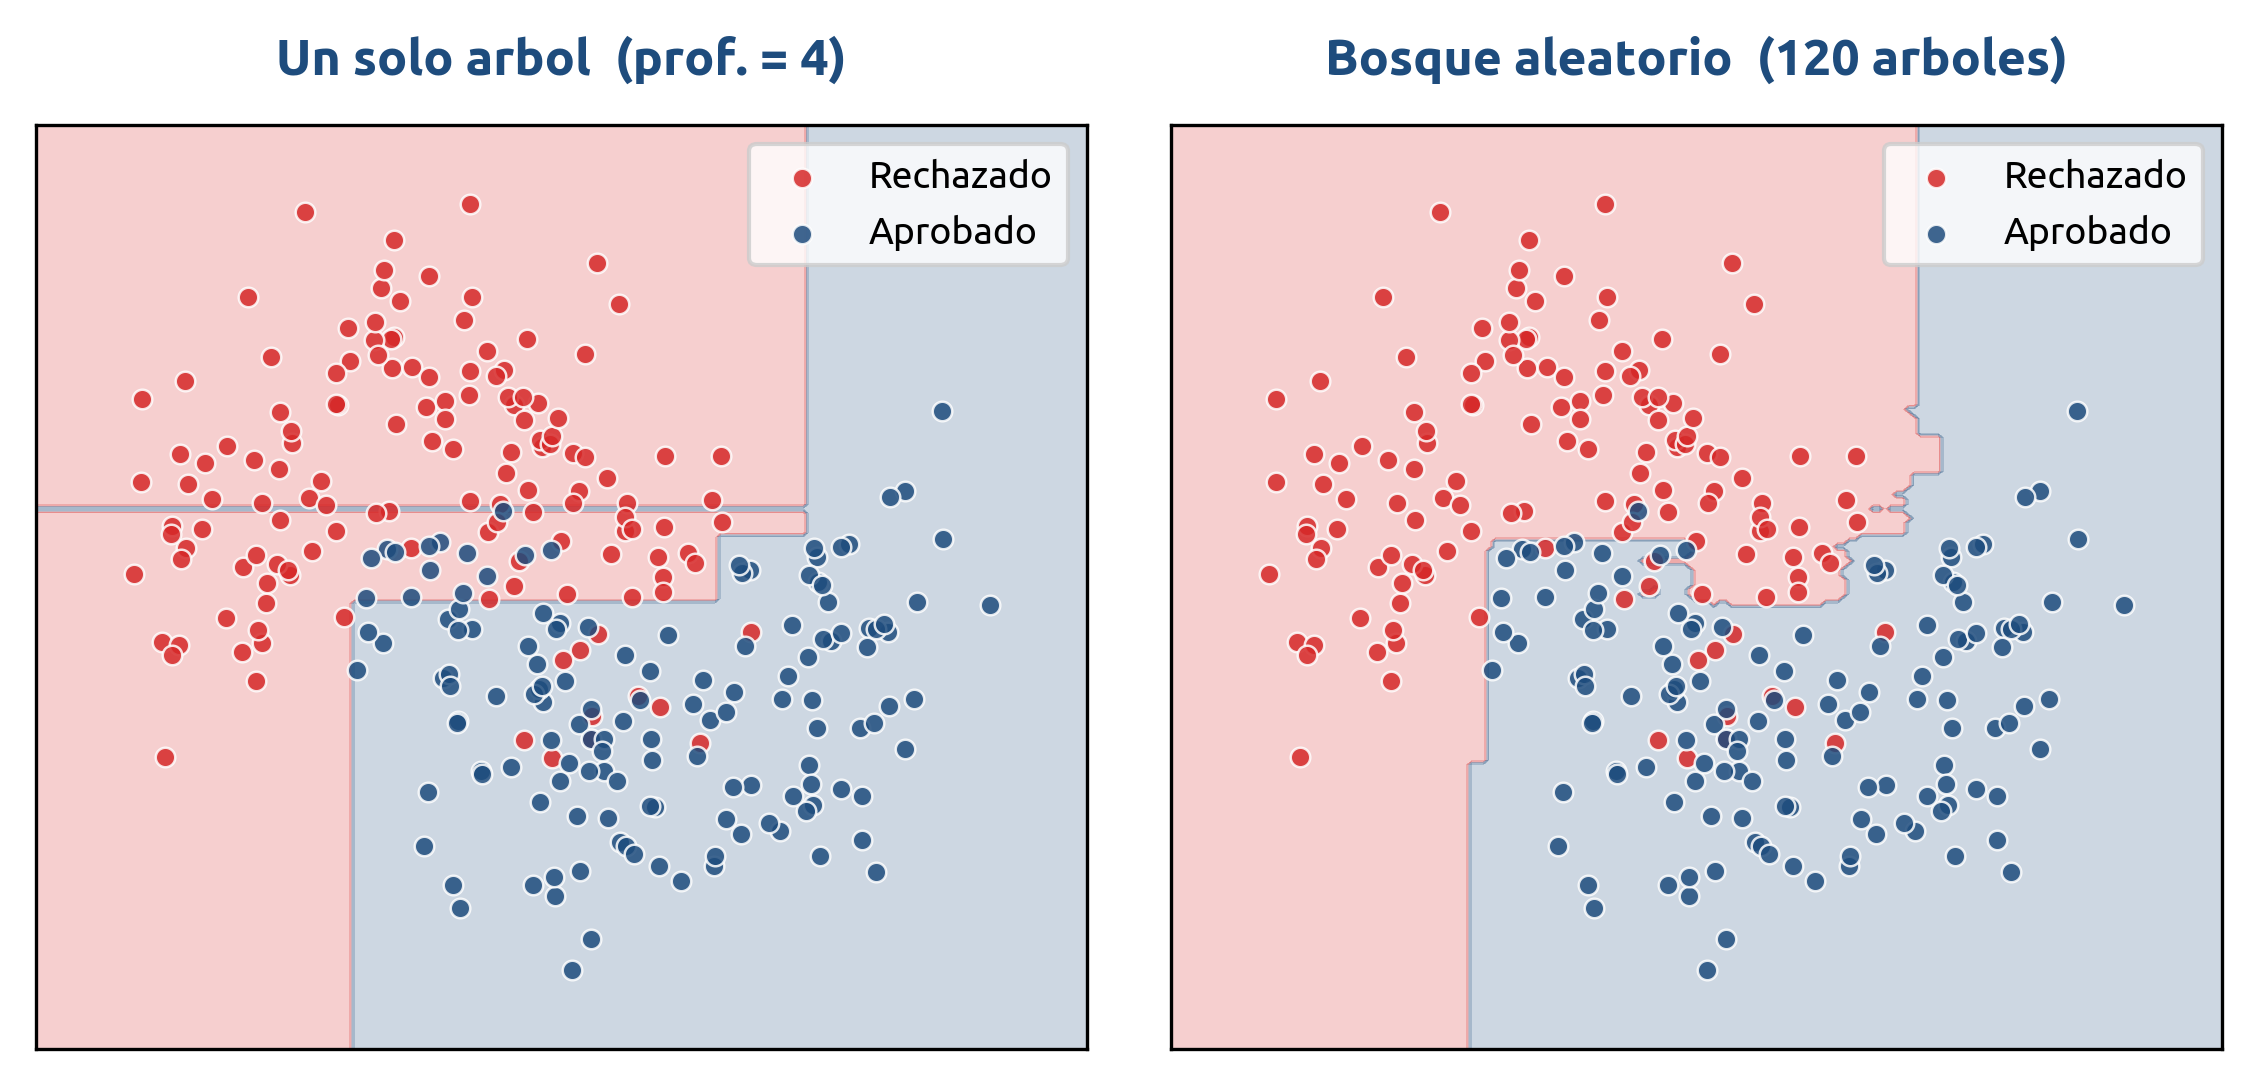 Un solo arbol (prof. = 4)
Rechazado
Aprobado
Bosque aleatorio (120 arboles)
Rechazado
Aprobado